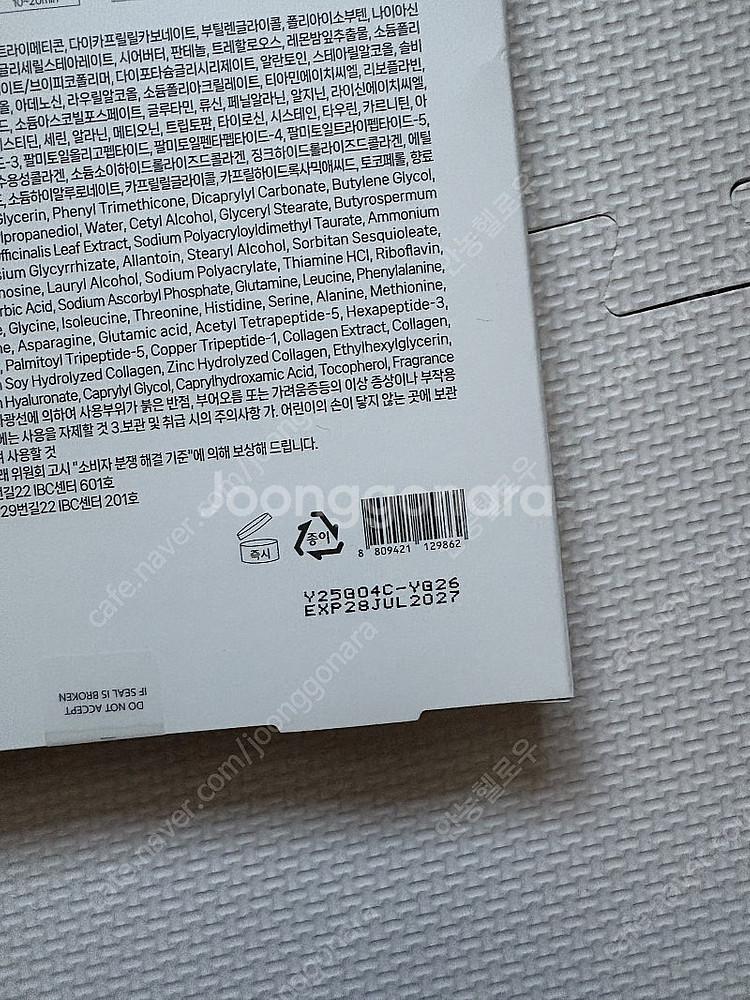 10~20min
트라이메티콘, 다이카프릴릴카보네이트, 부틸렌글라이콜, 폴리아이소부텐, 나이아신
글리세릴스테아레이트, 시어버터, 판테놀, 트레할로오스, 레몬밤잎추출물, 소듐폴리
이트/브이피코폴리머, 다이포타슘글리시리제이트, 알란토인, 스테아릴알코올, 솔비
올, 아데노신, 라우릴알코올, 소듐폴리아크릴레이트, 티아민에이치씨엘, 리보플라빈
드, 소듐아스코빌포스페이트, 글루타민, 류신, 페닐알라닌, 알지닌, 라이신에이치씨엘,
히스티딘, 세린, 알라닌, 메티오닌, 트립토판, 타이로신, 시스테인, 타우린, 카르니틴, 아
드-3, 팔미토일올리고펩타이드, 팔미토일펜타펩타이드-4, 팔미토일트라이펩타이드-5,
수용성콜라겐, 소듐소이하이드롤라이즈드콜라겐, 징크하이드롤라이즈드콜라겐, 에틸
, 소듐하이알루로네이트, 카프릴릴글라이콜, 카프릴하이드록사믹애씨드, 토코페롤, 향료
Glycerin, Phenyl Trimethicone, Dicaprylyl Carbonate, Butylene Glycol,
ylpropanediol, Water, Cetyl Alcohol, Glyceryl Stearate, Butyrospermum
Officinalis Leaf Extract, Sodium Polyacryloyldimethyl Taurate, Ammonium
sium Glycyrrhizate, Allantoin, Stearyl Alcohol, Sorbitan Sesquioleate,
nosine, Lauryl Alcohol, Sodium Polyacrylate, Thiamine HCl, Riboflavin,
rbic Acid, Sodium Ascorbyl Phosphate, Glutamine, Leucine, Phenylalanine,
e, Glycine, Isoleucine, Threonine, Histidine, Serine, Alanine, Methionine,
ne, Asparagine, Glutamic acid, Acetyl Tetrapeptide-5, Hexapeptide-3,
, Palmitoyl Tripeptide-5, Copper Tripeptide-1, Collagen Extract, Collagen,
m Soy Hydrolyzed Collagen, Zinc Hydrolyzed Collagen, Ethylhexylglycerin,
m Hyaluronate, Caprylyl Glycol, Caprylhydroxamic Acid, Tocopherol, Fragrance
사광선에 의하여 사용부위가 붉은 반점, 부어오름 또는 가려움증등의 이상 증상이나 부작용
에는 사용을 자제할 것 3.보관 및 취급 시의 주의사항 가. 어린이의 손이 닿지 않는 곳에 보관
사용할 것
래 위원회 고시 "소비자 분쟁 해결 기준"에 의해 보상해 드립니다.
번길22 IBC센터 601호
29번길22 IBC센터 201호
Joonggonara
즉시
종이
8 809421 129862
Y25G04C-YG26
EXP28JUL2027
DO NOT ACCEPT
IF SEAL IS BROKEN
cafe.naver.com/joonggonara
안농헬로우